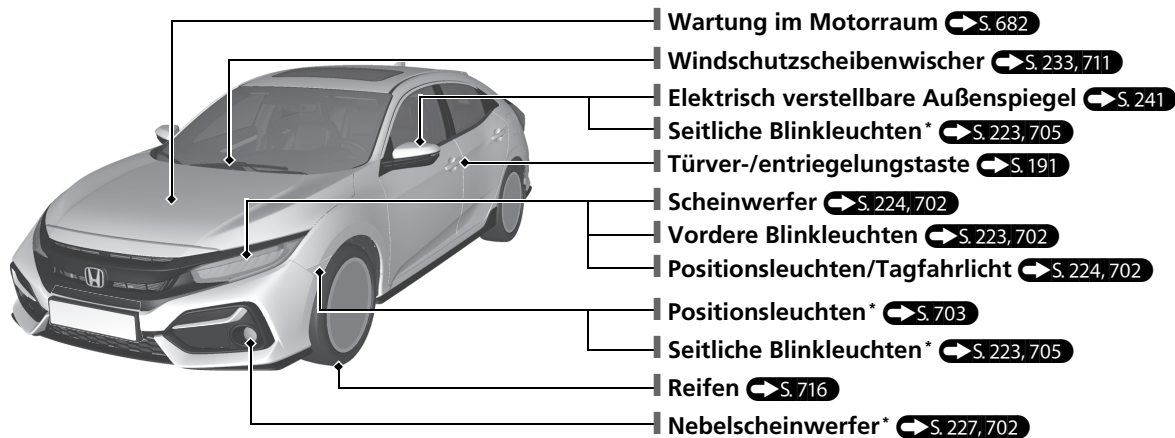 Wartung im Motorraum S. 682
Windschutzscheibenwischer S. 233, 711
Elektrisch verstellbare Außenspiegel S. 241
Seitliche Blinkleuchten* S. 223, 705
Türver-/entriegelungstaste S. 191
Scheinwerfer S. 224, 702
Vordere Blinkleuchten S. 223, 702
Positionsleuchten/Tagfahrlicht S. 224, 702
Positionsleuchten* S. 703
Seitliche Blinkleuchten* S. 223, 705
Reifen S. 716
Nebelscheinwerfer* S. 227, 702